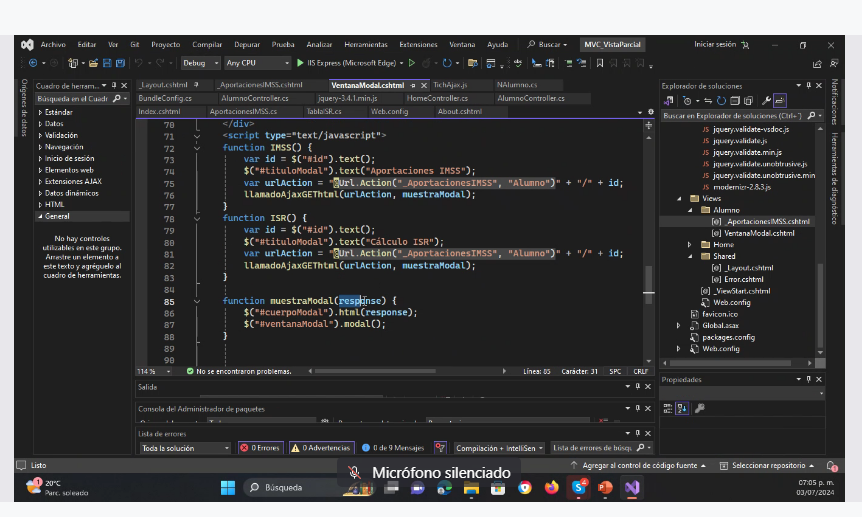 Archivo Editar Ver Git Proyecto Compilar Depurar Prueba Analizar Herramientas Extensiones Ventana Ayuda Buscar MVC_VistaParcial Iniciar sesión
Debug Any CPU IIS Express (Microsoft Edge)
Cuadro de herram...
Orígenes de datos
Búsqueda en el Cuadr
Estándar
Datos
Validación
Navegación
Inicio de sesión
Elementos web
Extensiones AJAX
Datos dinámicos
HTML
General
No hay controles
utilizables en este grupo.
Arrastre un elemento a
este texto y agréguelo al
cuadro de herramientas.
_Layout.cshtml _AportacionesIMSS.cshtml VentanaModal.cshtml TichAjax.js NAlumno.cs
BundleConfig.cs AlumnoController.cs jquery-3.4.1.min.js HomeController.cs AlumnoController.cs
Index.cshtml AportacionesIMSS.cs TablaISR.cs Web.config About.cshtml
70 </div>
71 <script type="text/javascript">
72 function IMSS() {
73 var id = $("#id").text();
74 $("#tituloModal").text("Aportaciones IMSS");
75 var urlAction = "@Url.Action("_AportacionesIMSS", "Alumno")" + "/" + id;
76 llamadoAjaxGEThtml(urlAction, muestraModal);
77 }
78 function ISR() {
79 var id = $("#id").text();
80 $("#tituloModal").text("Cálculo ISR");
81 var urlAction = "@Url.Action("_AportacionesIMSS", "Alumno")" + "/" + id;
82 llamadoAjaxGEThtml(urlAction, muestraModal);
83 }
84
85 function muestraModal(response) {
86 $("#cuerpoModal").html(response);
87 $("#ventanaModal").modal();
88 }
89
90
114 % No se encontraron problemas. Línea: 85 Carácter: 31 SPC CRLF
Salida
Consola del Administrador de paquetes
Lista de errores
Toda la solución 0 Errores 0 Advertencias 0 de 9 Mensajes Compilación + IntelliSen Lista de errores de búsqu
Explorador de soluciones
Buscar en Explorador de soluciones (Ctrl+
jquery.validate-vsdoc.js
jquery.validate.js
jquery.validate.min.js
jquery.validate.unobtrusive.js
jquery.validate.unobtrusive.min
modernizr-2.8.3.js
Views
Alumno
_AportacionesIMSS.cshtml
VentanaModal.cshtml
Home
Shared
_Layout.cshtml
Error.cshtml
_ViewStart.cshtml
Web.config
favicon.ico
Global.asax
packages.config
Web.config
Propiedades
Notificaciones
Herramientas de diagnóstico
Listo Agregar al control de código fuente Seleccionar repositorio
Micrófono silenciado
1
20°C
Parc. soleado
Búsqueda
4
07:05 p. m.
03/07/2024